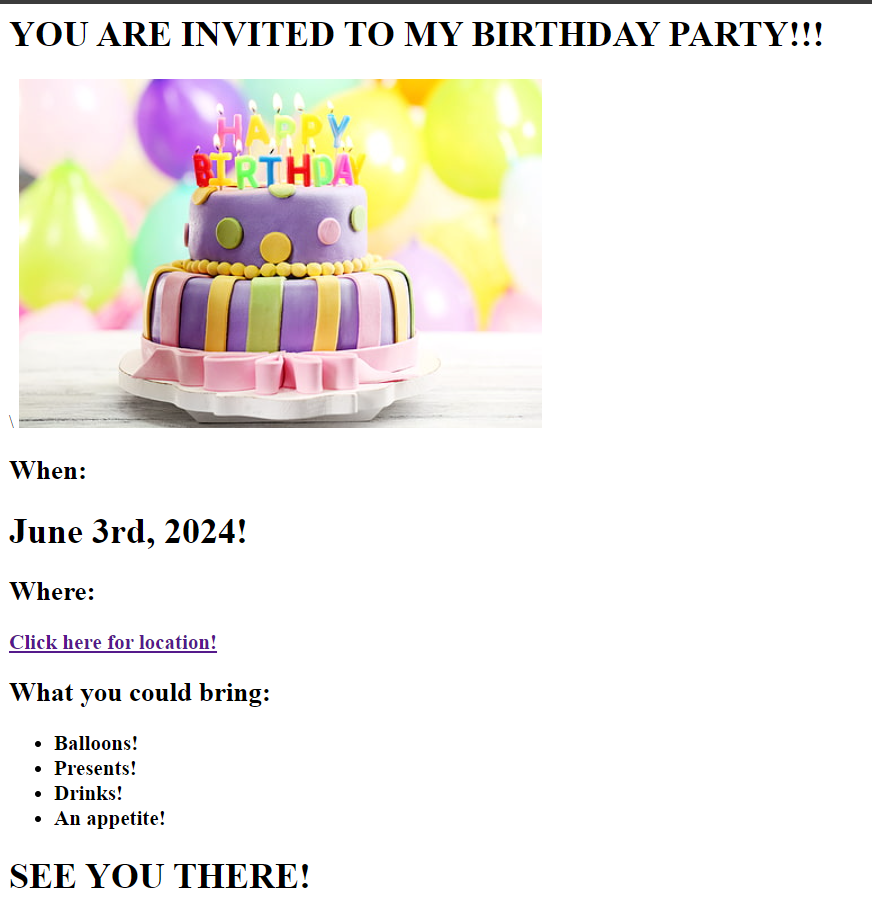 YOU ARE INVITED TO MY BIRTHDAY PARTY!!!
HAPPY
BIRTHDAY
\
When:
June 3rd, 2024!
Where:
Click here for location!
What you could bring:
• Balloons!
• Presents!
• Drinks!
• An appetite!
SEE YOU THERE!